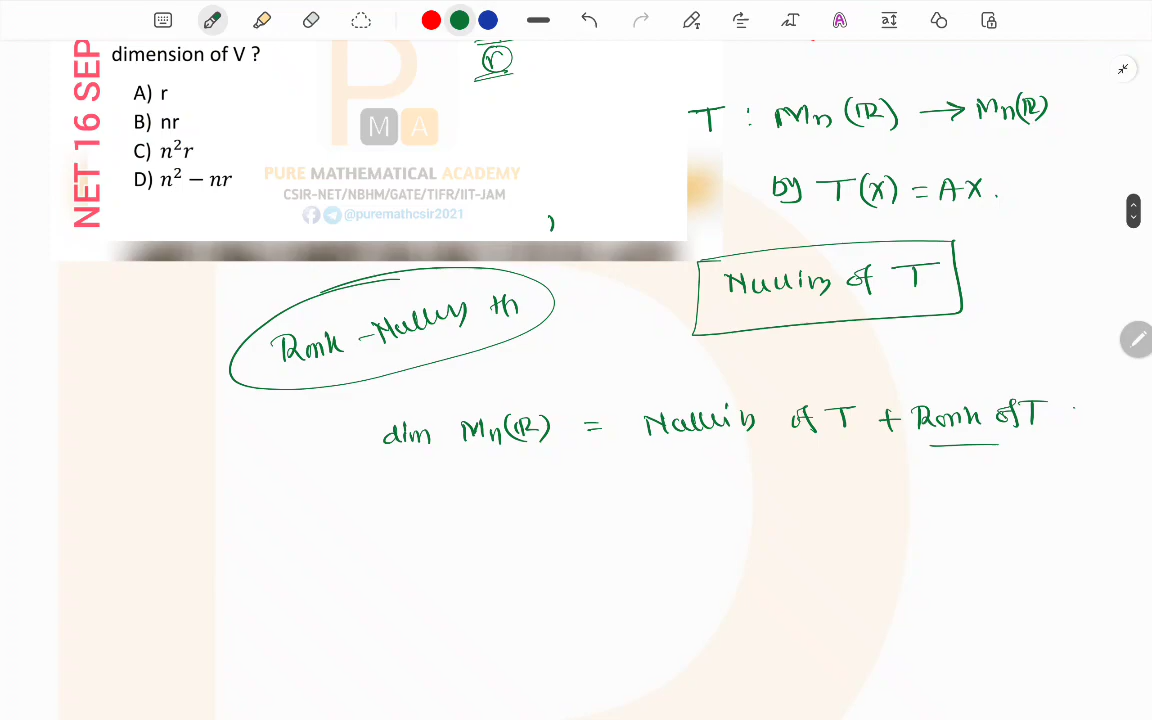 NET 16 SEP
dimension of V ?
r
A) r
B) nr
C) n²r
D) n² − nr
M A
PURE MATHEMATICAL ACADEMY
CSIR-NET/NBHM/GATE/TIFR/IIT-JAM
@puremathcsir2021
T : Mn (R) → Mn(R)
by T(X) = AX.
Nullity of T
Rank - Nullity th
dim Mn(R) = Nullity of T + Rank of T